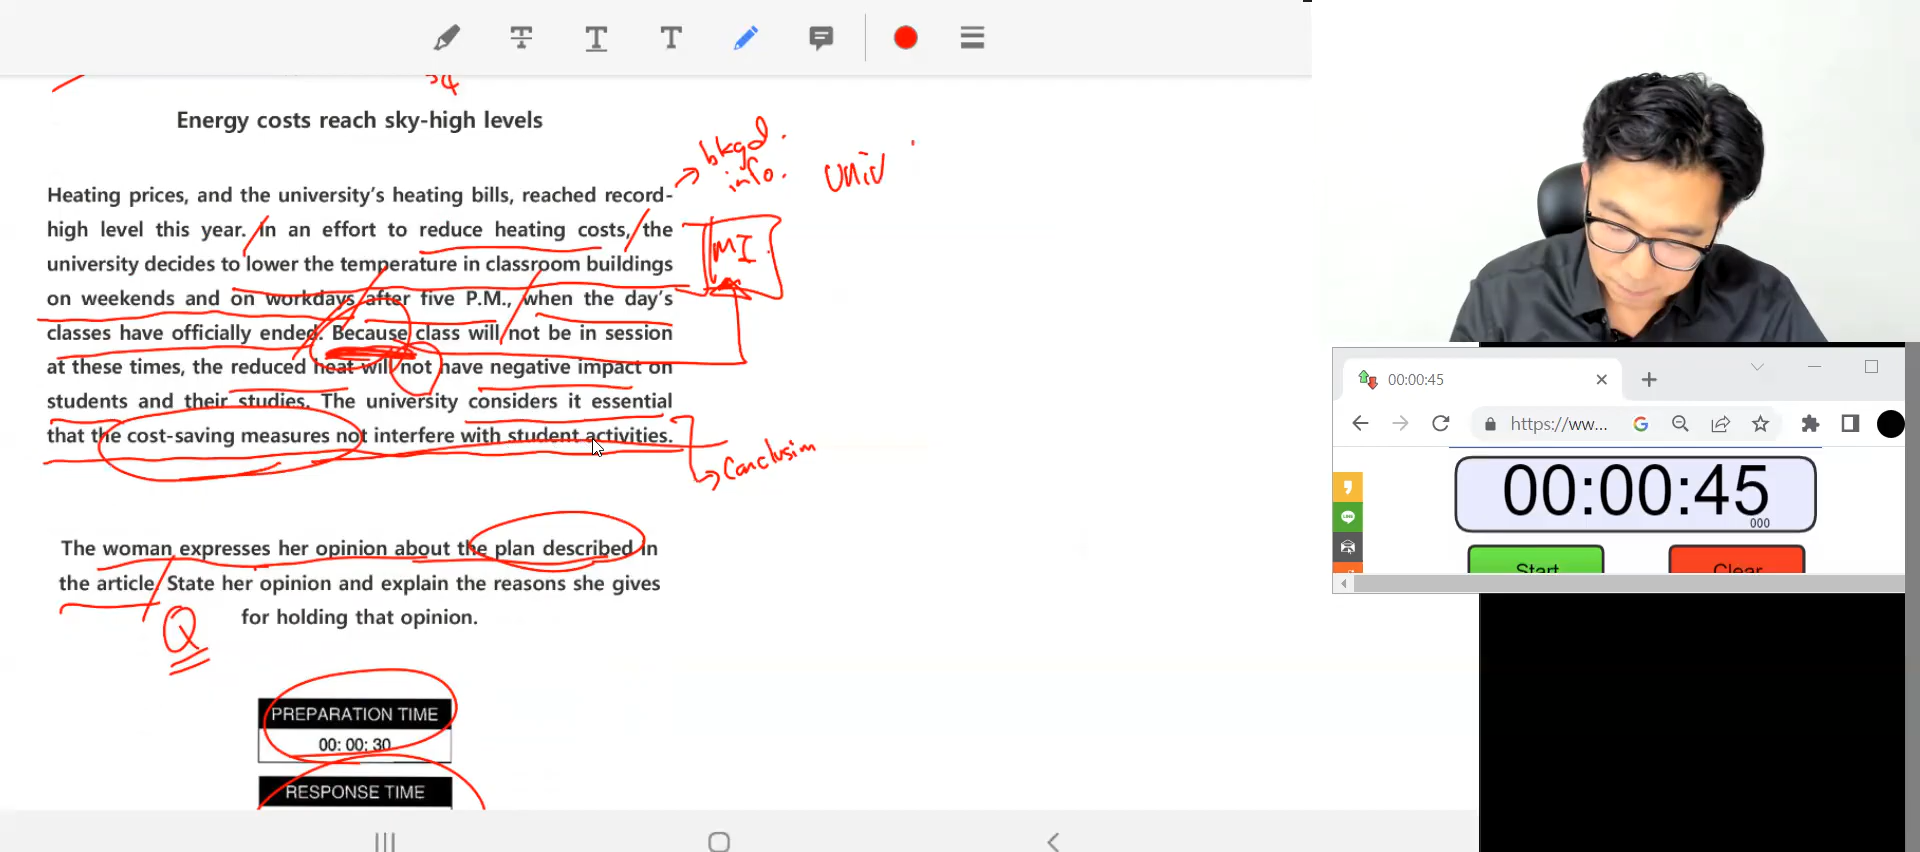 Energy costs reach sky-high levels
bkgd.
info.
univ
Heating prices, and the university's heating bills, reached record-
high level this year. In an effort to reduce heating costs, the
MI
university decides to lower the temperature in classroom buildings
on weekends and on workdays after five P.M., when the day's
classes have officially ended. Because class will not be in session
at these times, the reduced heat will not have negative impact on
students and their studies. The university considers it essential
that the cost-saving measures not interfere with student activities.
Conclusion
The woman expresses her opinion about the plan described in
the article. State her opinion and explain the reasons she gives
for holding that opinion.
Q
PREPARATION TIME
00: 00: 30
RESPONSE TIME
00:00:45
https://ww...
00:00:45
000
Start
Clear